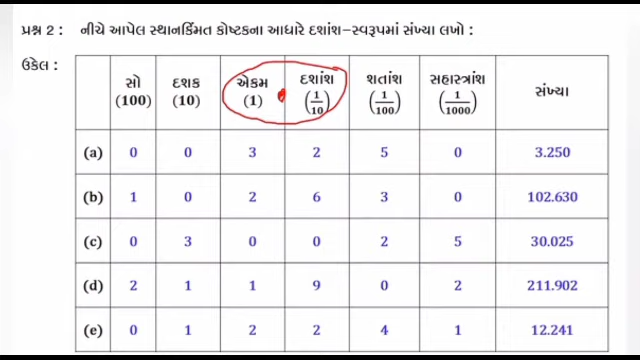 પ્રશ્ન 2 : નીચે આપેલ સ્થાનકિંમત કોષ્ટકના આધારે દશાંશ-સ્વરૂપમાં સંખ્યા લખો :
ઉકેલ :
સો (100) દશક (10) એકમ (1) દશાંશ (1/10) શતાંશ (1/100) સહાસ્ત્રાંશ (1/1000) સંખ્યા
(a) 0 0 3 2 5 0 3.250
(b) 1 0 2 6 3 0 102.630
(c) 0 3 0 0 2 5 30.025
(d) 2 1 1 9 0 2 211.902
(e) 0 1 2 2 4 1 12.241